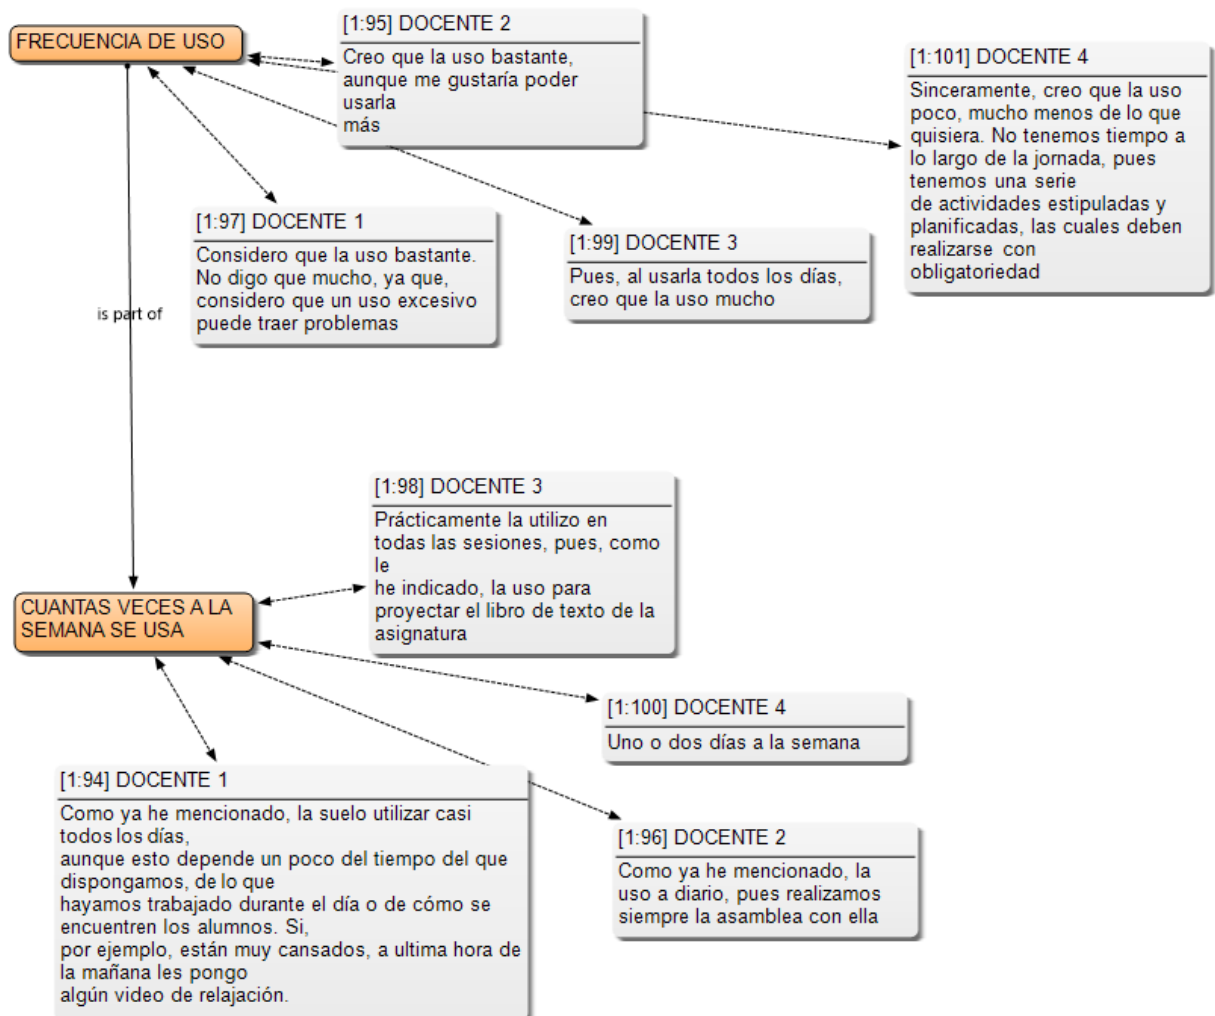 FRECUENCIA DE USO
[1:95] DOCENTE 2
Creo que la uso bastante,
aunque me gustaría poder
usarla
más
[1:101] DOCENTE 4
Sinceramente, creo que la uso
poco, mucho menos de lo que
quisiera. No tenemos tiempo a
lo largo de la jornada, pues
tenemos una serie
de actividades estipuladas y
planificadas, las cuales deben
realizarse con
obligatoriedad
[1:97] DOCENTE 1
Considero que la uso bastante.
No digo que mucho, ya que,
considero que un uso excesivo
puede traer problemas
[1:99] DOCENTE 3
Pues, al usarla todos los días,
creo que la uso mucho
is part of
[1:98] DOCENTE 3
Prácticamente la utilizo en
todas las sesiones, pues, como
le
he indicado, la uso para
proyectar el libro de texto de la
asignatura
CUANTAS VECES A LA
SEMANA SE USA
[1:100] DOCENTE 4
Uno o dos días a la semana
[1:94] DOCENTE 1
Como ya he mencionado, la suelo utilizar casi
todos los días,
aunque esto depende un poco del tiempo del que
dispongamos, de lo que
hayamos trabajado durante el día o de cómo se
encuentren los alumnos. Si,
por ejemplo, están muy cansados, a ultima hora de
la mañana les pongo
algún video de relajación.
[1:96] DOCENTE 2
Como ya he mencionado, la
uso a diario, pues realizamos
siempre la asamblea con ella